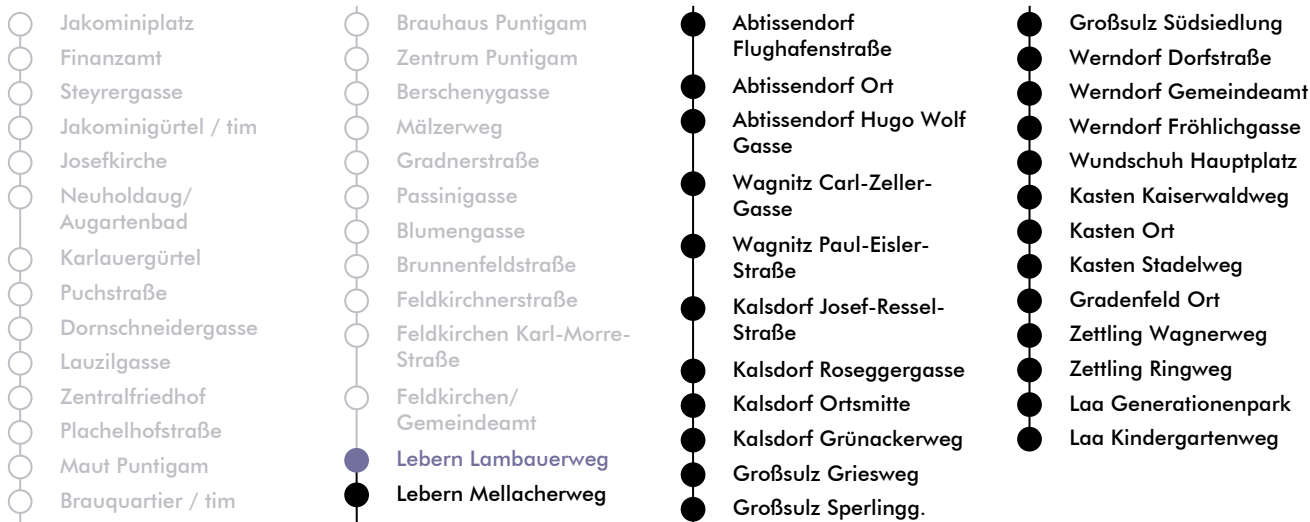 Jakominiplatz
Finanzamt
Steyrergasse
Jakominigürtel / tim
Josefkirche
Neuholdaug/
Augartenbad
Karlauergürtel
Puchstraße
Dornschneidergasse
Lauzilgasse
Zentralfriedhof
Plachelhofstraße
Maut Puntigam
Brauquartier / tim
Brauhaus Puntigam
Zentrum Puntigam
Berschenygasse
Mälzerweg
Gradnerstraße
Passinigasse
Blumengasse
Brunnenfeldstraße
Feldkirchnerstraße
Feldkirchen Karl-Morre-
Straße
Feldkirchen/
Gemeindeamt
Lebern Lambauerweg
Lebern Mellacherweg
Abtissendorf
Flughafenstraße
Abtissendorf Ort
Abtissendorf Hugo Wolf
Gasse
Wagnitz Carl-Zeller-
Gasse
Wagnitz Paul-Eisler-
Straße
Kalsdorf Josef-Ressel-
Straße
Kalsdorf Roseggergasse
Kalsdorf Ortsmitte
Kalsdorf Grünackerweg
Großsulz Griesweg
Großsulz Sperlingg.
Großsulz Südsiedlung
Werndorf Dorfstraße
Werndorf Gemeindeamt
Werndorf Fröhlichgasse
Wundschuh Hauptplatz
Kasten Kaiserwaldweg
Kasten Ort
Kasten Stadelweg
Gradenfeld Ort
Zettling Wagnerweg
Zettling Ringweg
Laa Generationenpark
Laa Kindergartenweg